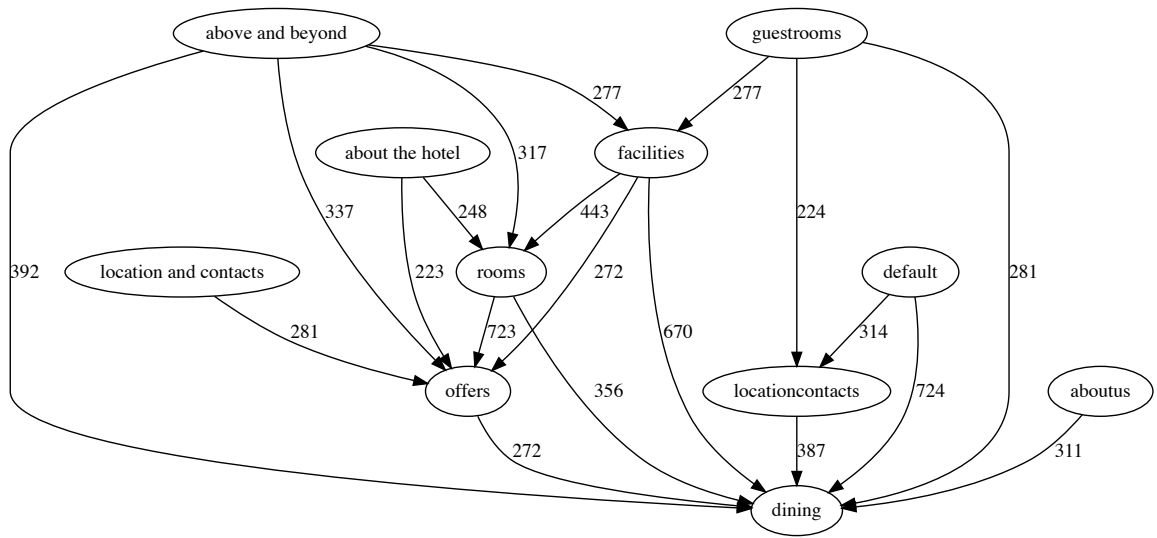 above and beyond
guestrooms
277
277
about the hotel
facilities
317
337
248
443
224
location and contacts
rooms
default
392
223
272
281
281
723
670
314
offers
356
locationcontacts
724
aboutus
272
387
311
dining